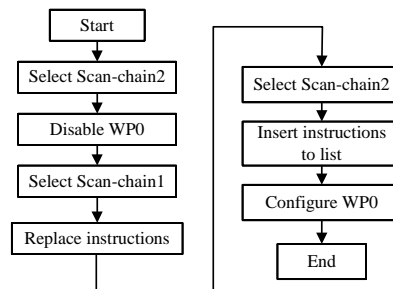 Start
Select Scan-chain2
Disable WP0
Select Scan-chain1
Replace instructions
Select Scan-chain2
Insert instructions
to list
Configure WP0
End